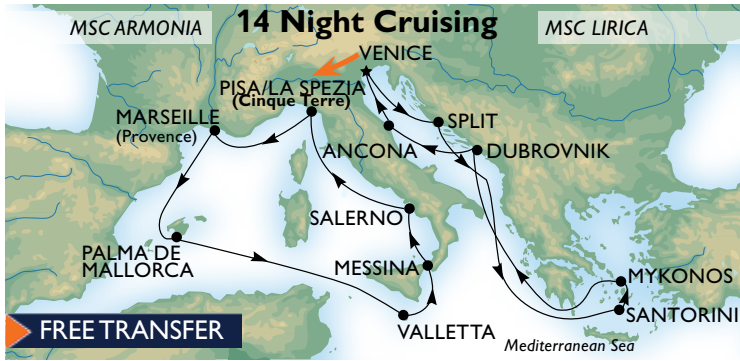 MSC ARMONIA
14 Night Cruising
MSC LIRICA
VENICE
PISA/LA SPEZIA
(Cinque Terre)
MARSEILLE
(Provence)
SPLIT
ANCONA
DUBROVNIK
SALERNO
PALMA DE
MALLORCA
MESSINA
MYKONOS
SANTORINI
VALLETTA
FREE TRANSFER
Mediterranean Sea